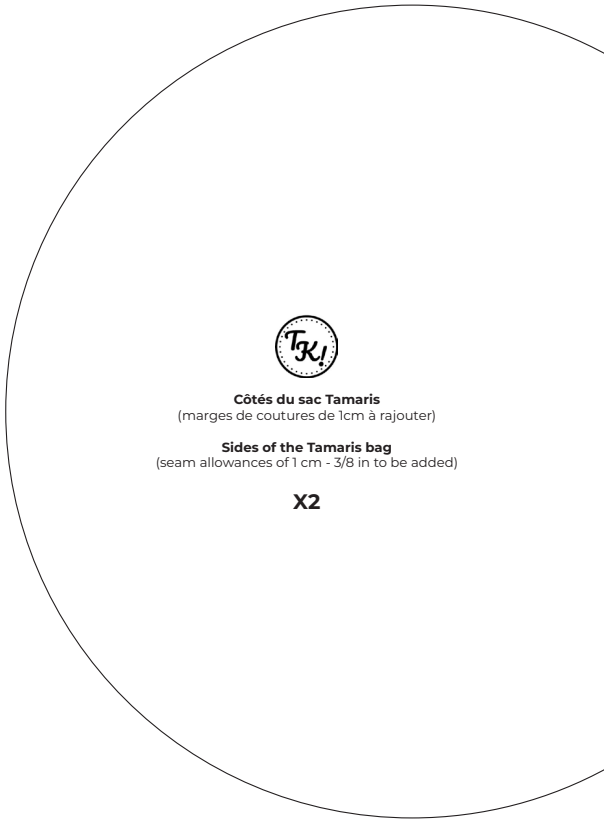 TK!
Côtés du sac Tamaris
(marges de coutures de 1cm à rajouter)
Sides of the Tamaris bag
(seam allowances of 1 cm - 3/8 in to be added)
X2